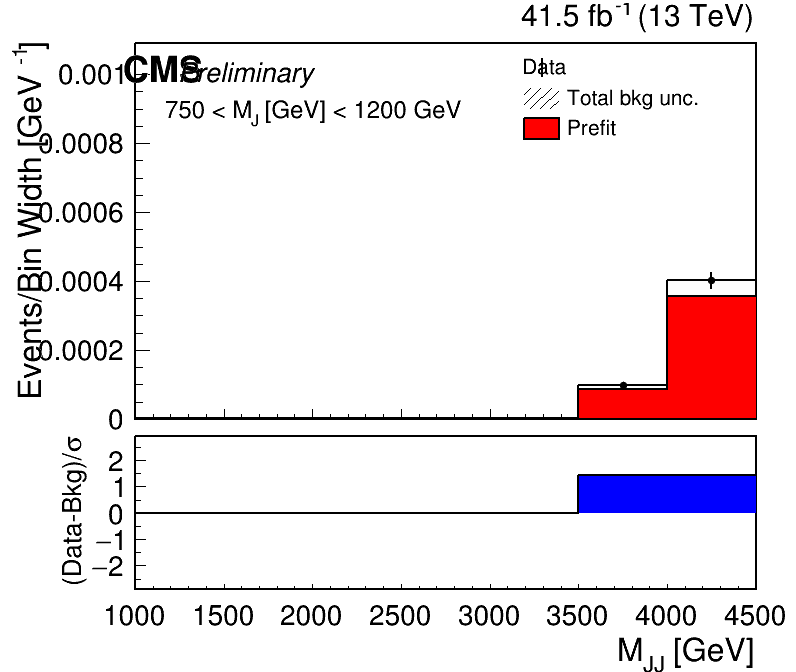 41.5 fb-1 (13 TeV)
CMS Preliminary
750 < MJ [GeV] < 1200 GeV
Data
Total bkg unc.
Prefit
Events/Bin Width [GeV-1]
0.001
0.0008
0.0006
0.0004
0.0002
0
(Data-Bkg)/σ
2
1
0
−1
−2
1000 1500 2000 2500 3000 3500 4000 4500
MJJ [GeV]